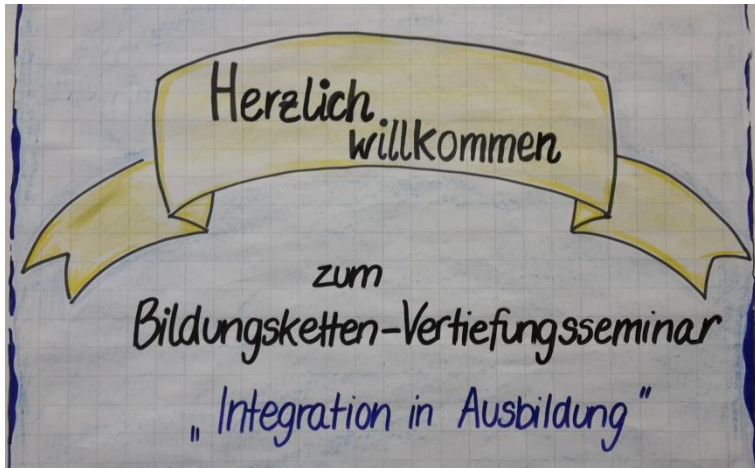 Herzlich
willkommen
zum
Bildungsketten-Vertiefungsseminar
„Integration in Ausbildung"